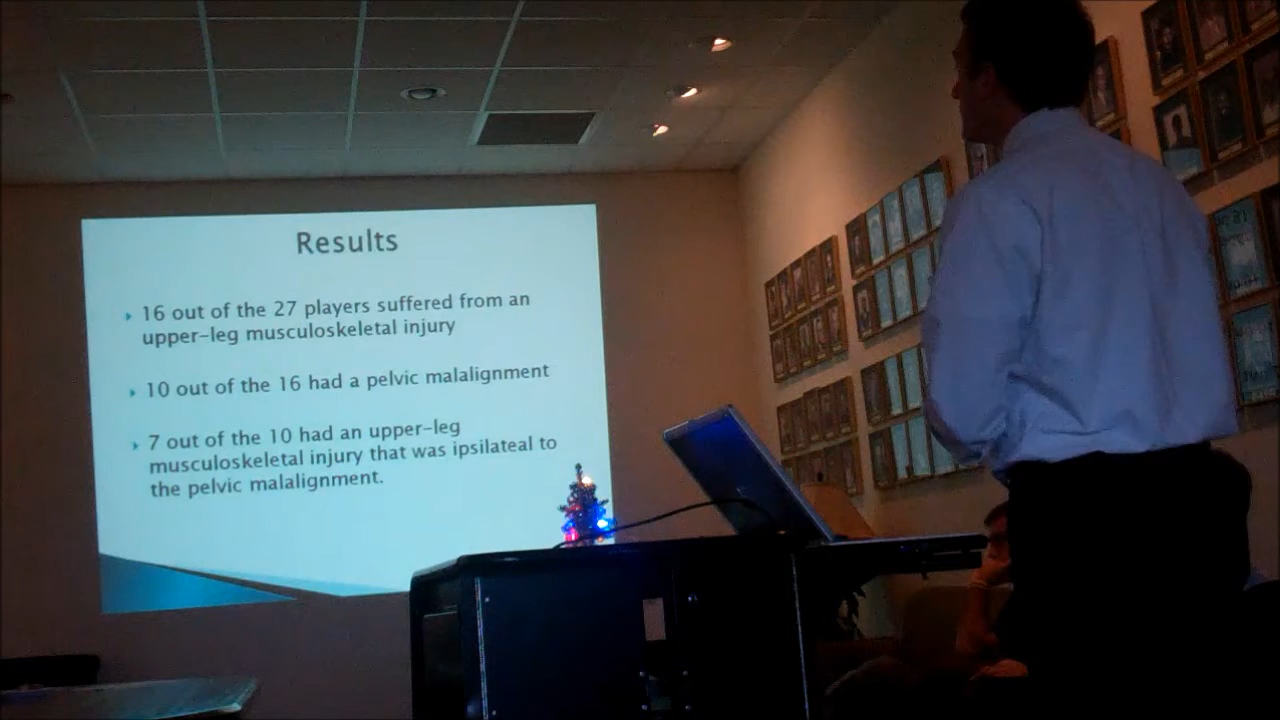 Results
16 out of the 27 players suffered from an
upper-leg musculoskeletal injury
10 out of the 16 had a pelvic malalignment
7 out of the 10 had an upper-leg
musculoskeletal injury that was ipsilateal to
the pelvic malalignment.